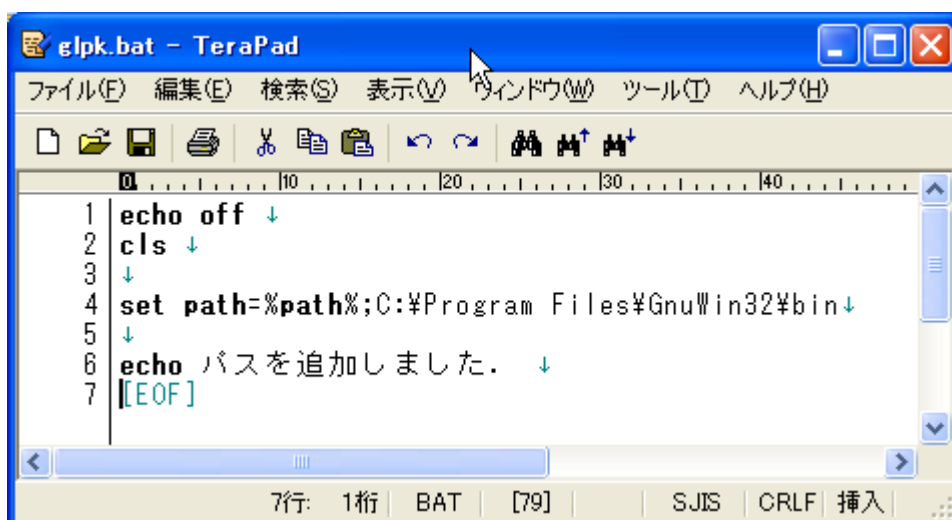 glpk.bat - TeraPad
ファイル(F) 編集(E) 検索(S) 表示(V) ウィンドウ(W) ツール(T) ヘルプ(H)
0 10 20 30 40
1 echo off ↓
2 cls ↓
3 ↓
4 set path=%path%;C:¥Program Files¥GnuWin32¥bin↓
5 ↓
6 echo パスを追加しました. ↓
7 [EOF]
7行: 1桁 BAT [79] SJIS CRLF 挿入